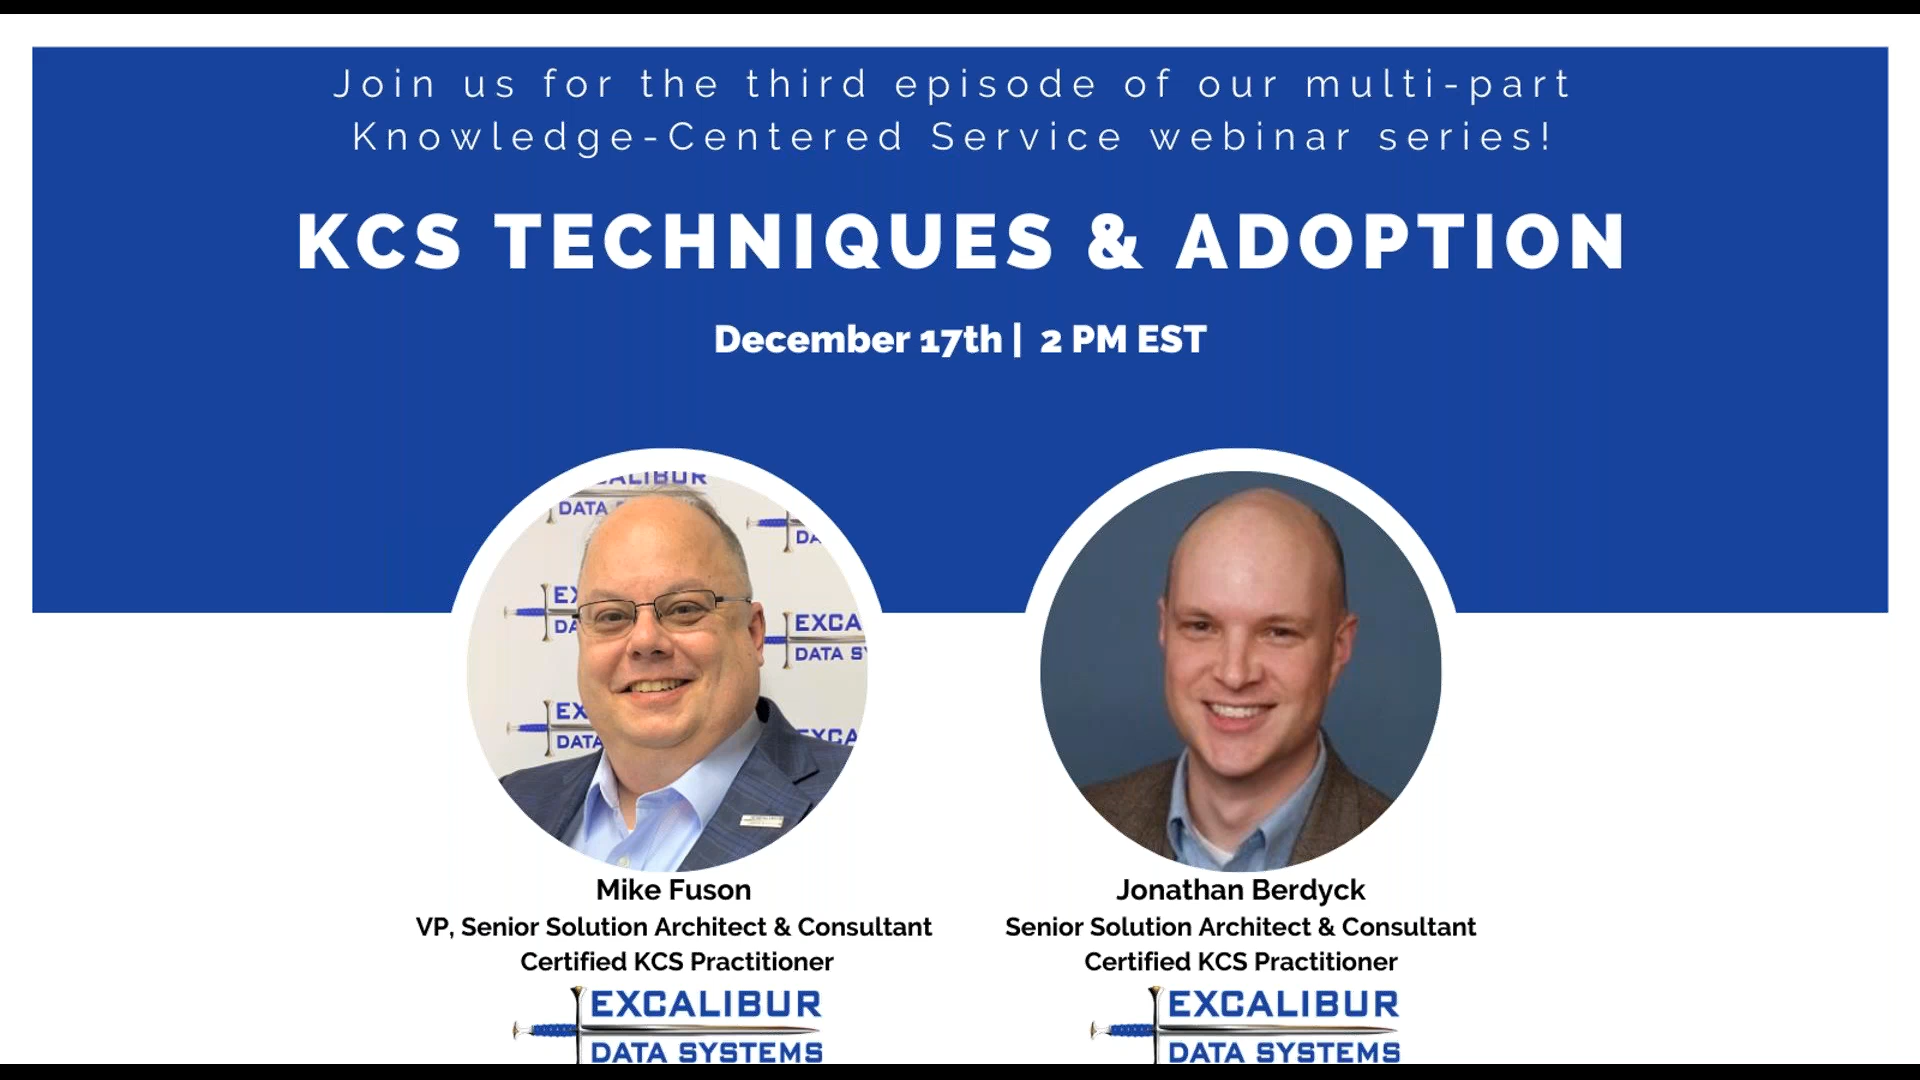 Join us for the third episode of our multi-part
Knowledge-Centered Service webinar series!
KCS TECHNIQUES & ADOPTION
December 17th | 2 PM EST
DATA
EXCALIBUR
DATA SYSTEMS
Mike Fuson
VP, Senior Solution Architect & Consultant
Certified KCS Practitioner
Jonathan Berdyck
Senior Solution Architect & Consultant
Certified KCS Practitioner
EXCALIBUR
DATA SYSTEMS